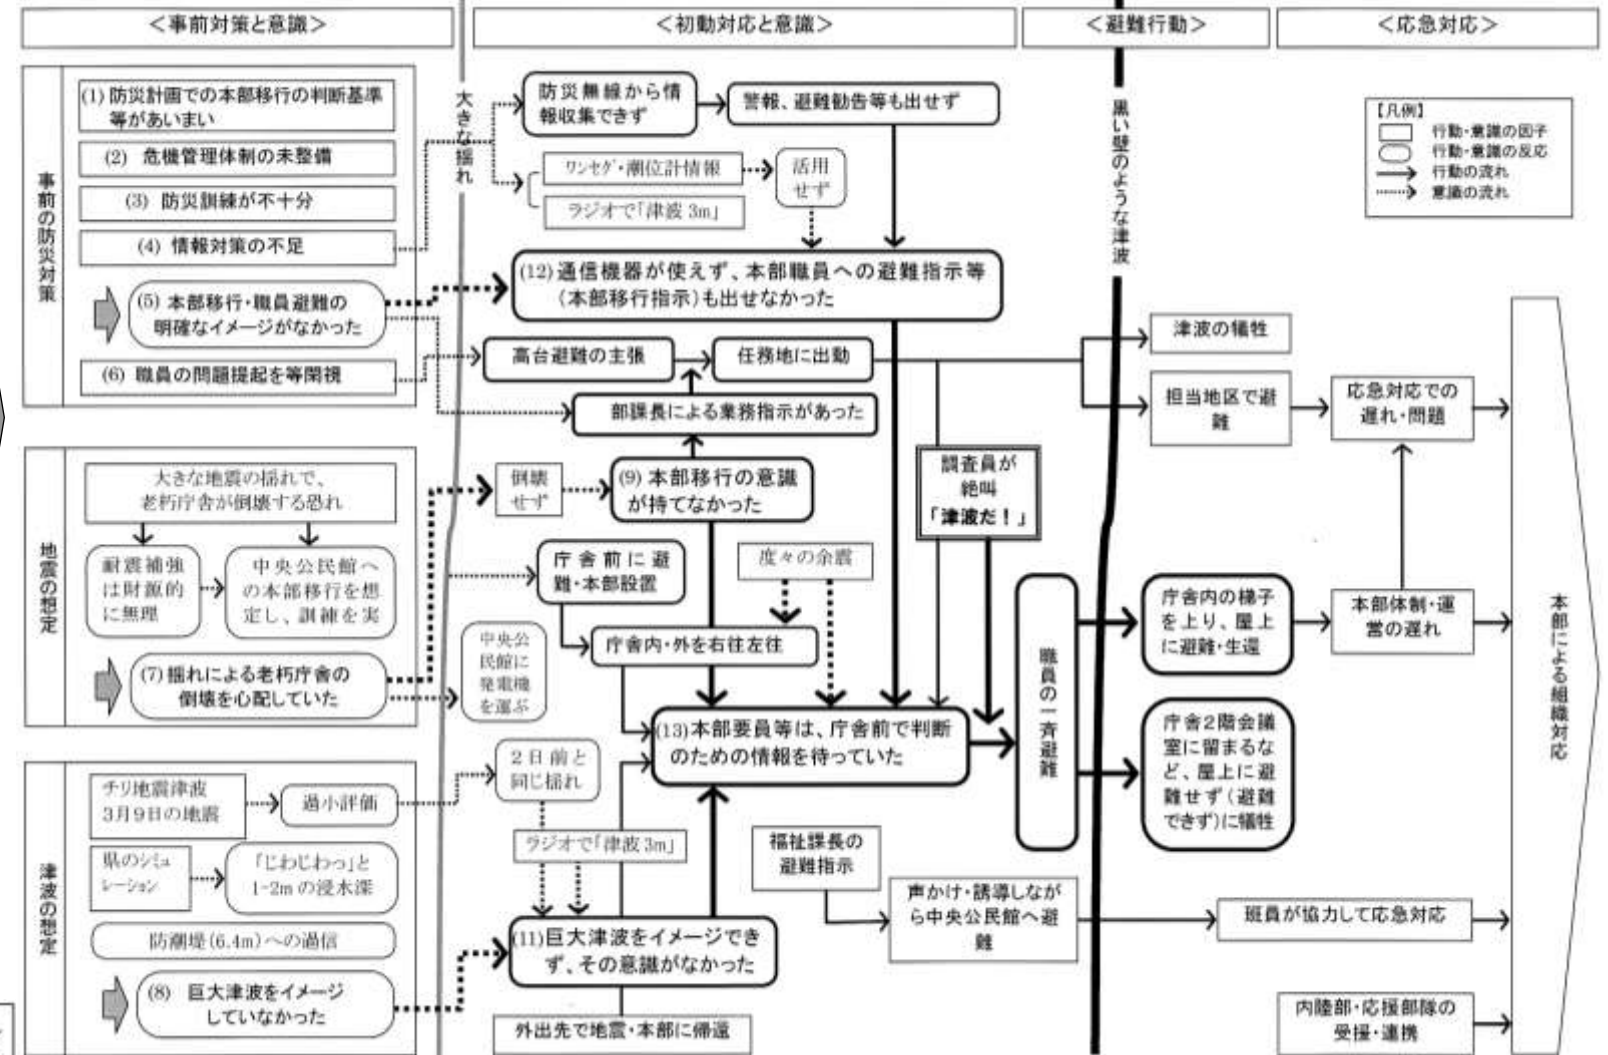 ＜事前対策と意識＞
＜初動対応と意識＞
＜避難行動＞
＜応急対応＞
事前の防災対策
(1) 防災計画での本部移行の判断基準
等があいまい
(2) 危機管理体制の未整備
(3) 防災訓練が不十分
(4) 情報対策の不足
(5) 本部移行・職員避難の
明確なイメージがなかった
(6) 職員の問題提起を等閑視
地震の想定
大きな地震の揺れで、
老朽庁舎が倒壊する恐れ
耐震補強
は財源的
に無理
中央公民館へ
の本部移行を想
定し、訓練を実
(7) 揺れによる老朽庁舎の
倒壊を心配していた
津波の想定
チリ地震津波
3月9日の地震
過小評価
県のシミュ
レーション
「じわじわっ」と
1-2mの浸水深
防潮堤(6.4m)への過信
(8) 巨大津波をイメージ
していなかった
大きな揺れ
防災無線から情
報収集できず
警報、避難勧告等も出せず
ワンセグ・潮位計情報
ラジオで「津波3m」
活用
せず
(12)通信機器が使えず、本部職員への避難指示等
(本部移行指示)も出せなかった
高台避難の主張
任務地に出動
部課長による業務指示があった
倒壊
せず
(9) 本部移行の意識
が持てなかった
調査員が
絶叫
「津波だ！」
庁舎前に避
難・本部設置
度々の余震
中央公
民館に
発電機
を運ぶ
庁舎内・外を右往左往
(13)本部要員等は、庁舎前で判断
のための情報を待っていた
2日前と
同じ揺れ
ラジオで「津波3m」
福祉課長の
避難指示
声かけ・誘導しなが
ら中央公民館へ避
難
(11)巨大津波をイメージでき
ず、その意識がなかった
外出先で地震・本部に帰還
職員の一斉避難
黒い壁のような津波
【凡例】
行動・意識の因子
行動・意識の反応
行動の流れ
意識の流れ
津波の犠牲
担当地区で避
難
応急対応での
遅れ・問題
庁舎内の梯子
を上り、屋上
に避難・生還
本部体制・運
営の遅れ
庁舎2階会議
室に留まるな
ど、屋上に避
難せず(避難
できず)に犠牲
班員が協力して応急対応
内陸部・応援部隊の
受援・連携
本部による組織対応